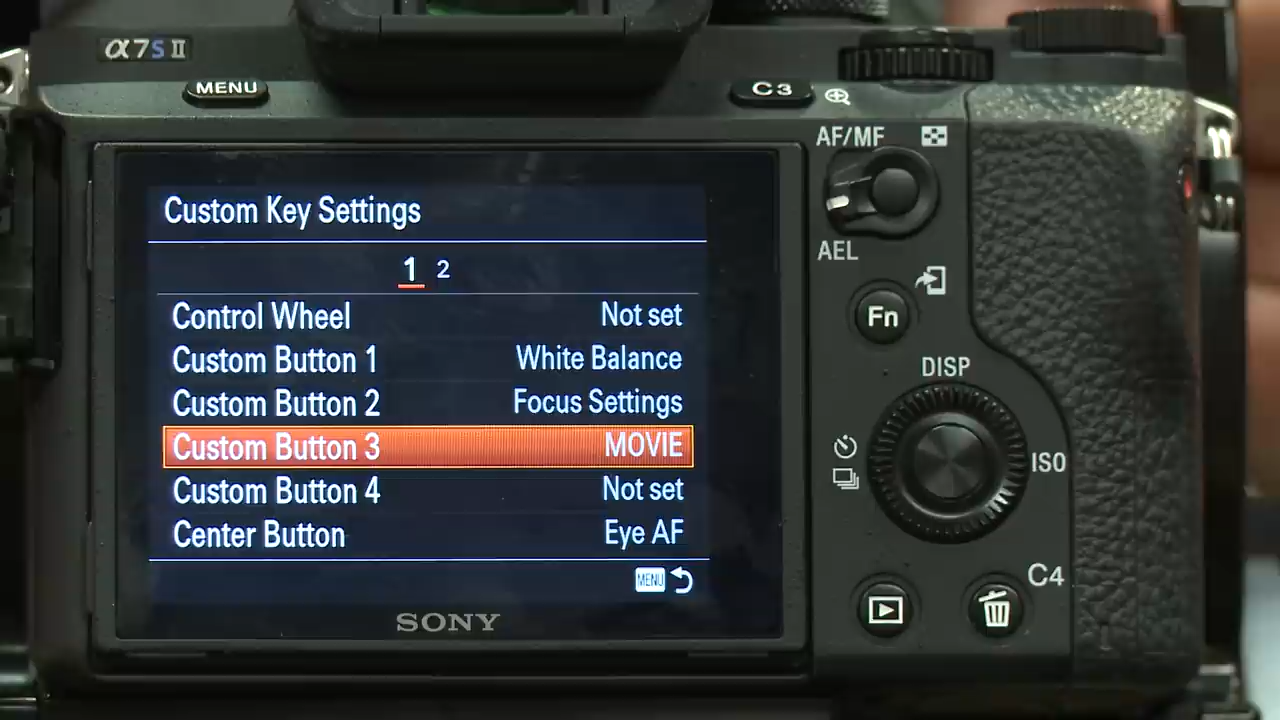 α7SII
MENU
C3
AF/MF
Custom Key Settings
AEL
1 2
Control Wheel Not set
Fn
Custom Button 1 White Balance
DISP
Custom Button 2 Focus Settings
Custom Button 3 MOVIE
ISO
Custom Button 4 Not set
Center Button Eye AF
MENU
C4
SONY